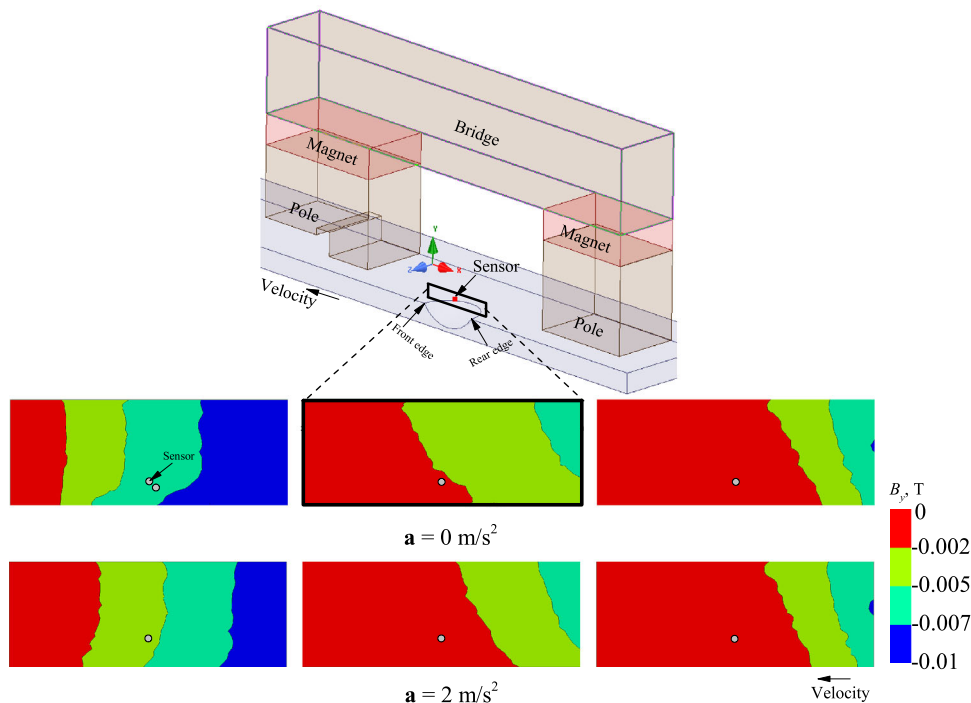 Bridge
Magnet
Pole
Y
Z
X
Sensor
Magnet
Velocity
Pole
Front edge
Rear edge
Sensor
a = 0 m/s²
B_y, T
0
-0.002
-0.005
-0.007
-0.01
a = 2 m/s²
Velocity